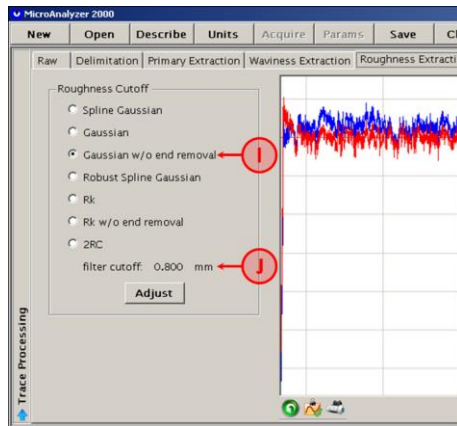 MicroAnalyzer 2000
New Open Describe Units Acquire Params Save
Raw Delimitation Primary Extraction Waviness Extraction Roughness
Roughness Cutoff
Spline Gaussian
Gaussian
Gaussian w/o end removal I
Robust Spline Gaussian
Rk
Rk w/o end removal
2RC
filter cutoff: 0.800 mm J
Adjust
Trace Processing